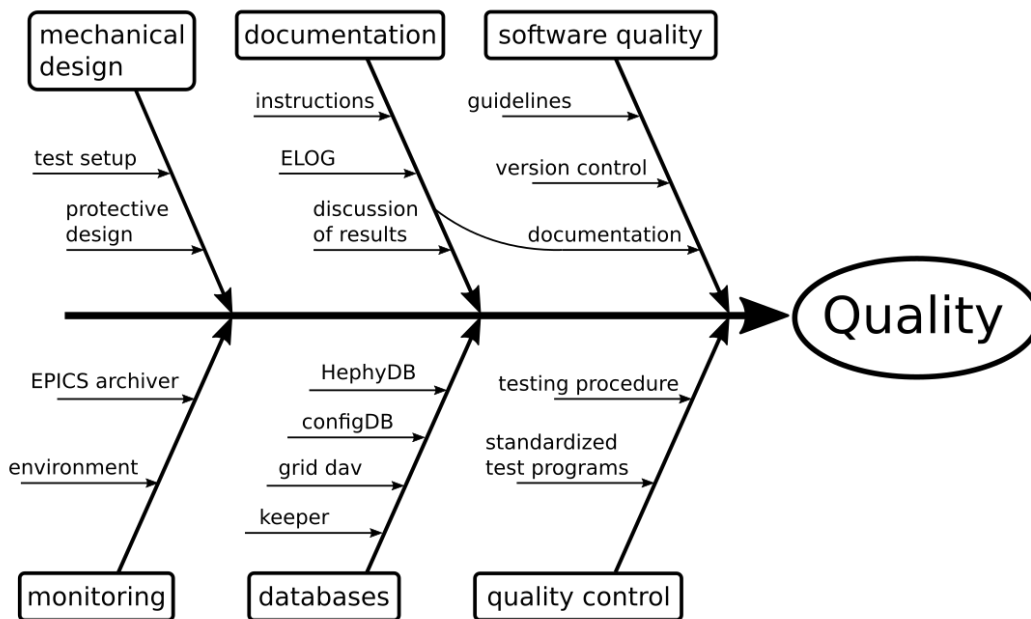 mechanical
design
documentation
software quality
instructions
guidelines
test setup
ELOG
version control
protective
design
discussion
of results
documentation
Quality
EPICS archiver
HephyDB
testing procedure
configDB
environment
grid dav
standardized
test programs
keeper
monitoring
databases
quality control